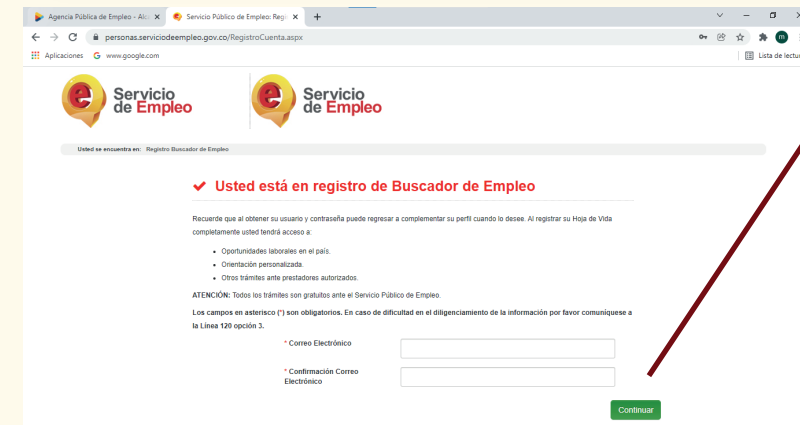 Agencia Pública de Empleo - Alc
Servicio Público de Empleo: Regi
personas.serviciodeempleo.gov.co/RegistroCuenta.aspx
Aplicaciones
www.google.com
Lista de lectu
Servicio
de Empleo
Servicio
de Empleo
Usted se encuentra en: Registro Buscador de Empleo
Usted está en registro de Buscador de Empleo
Recuerde que al obtener su usuario y contraseña puede regresar a complementar su perfil cuando lo desee. Al registrar su Hoja de Vida
completamente usted tendrá acceso a:
• Oportunidades laborales en el país.
• Orientación personalizada.
• Otros trámites ante prestadores autorizados.
ATENCIÓN: Todos los trámites son gratuitos ante el Servicio Público de Empleo.
Los campos en asterisco (*) son obligatorios. En caso de dificultad en el diligenciamiento de la información por favor comuníquese a
la Línea 120 opción 3.
* Correo Electrónico
* Confirmación Correo
Electrónico
Continuar